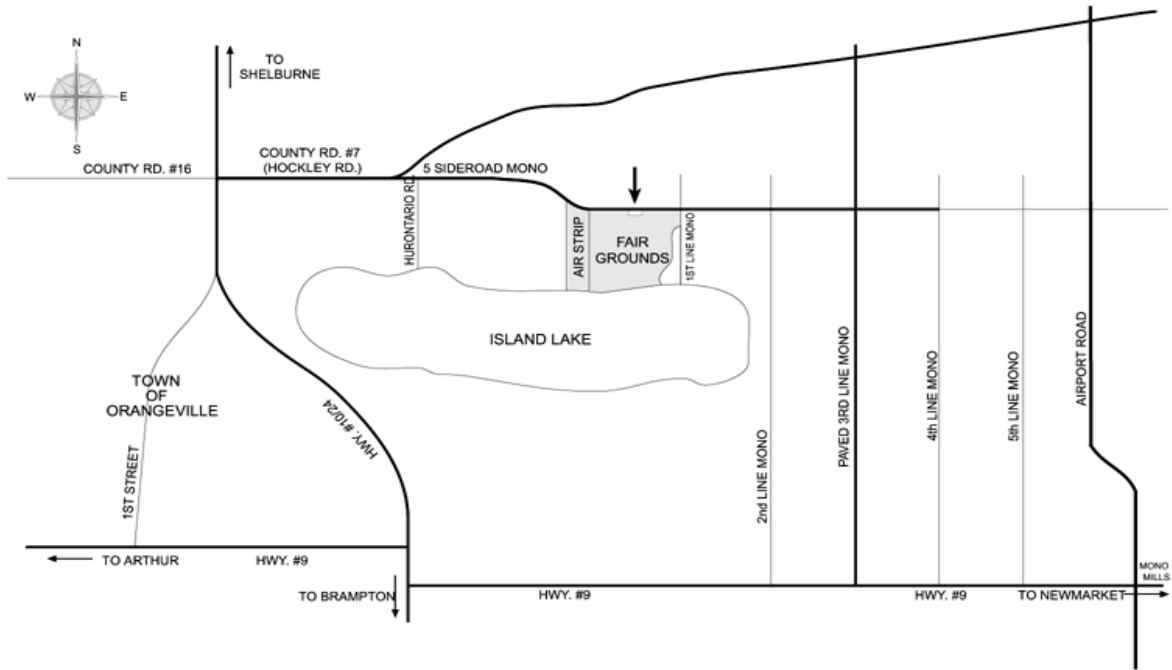 N
W
E
S
TO
SHELBURNE
COUNTY RD. #16
COUNTY RD. #7
(HOCKLEY RD.)
5 SIDEROAD MONO
HURONTARIO RD.
AIR STRIP
FAIR
GROUNDS
1ST LINE MONO
ISLAND LAKE
TOWN
OF
ORANGEVILLE
HWY. #10/24
1ST STREET
2nd LINE MONO
PAVED 3RD LINE MONO
4th LINE MONO
5th LINE MONO
AIRPORT ROAD
TO ARTHUR
HWY. #9
TO BRAMPTON
HWY. #9
HWY. #9
MONO
MILLS
TO NEWMARKET